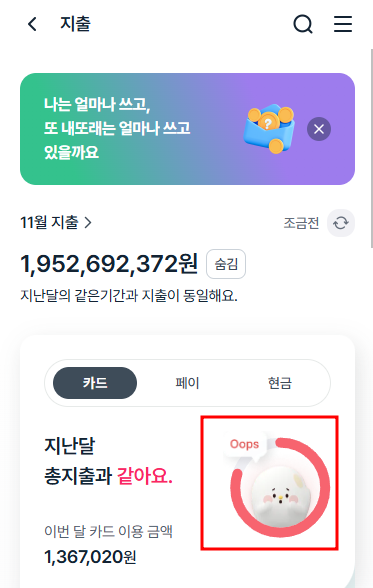 지출
나는 얼마나 쓰고,
또 내또래는 얼마나 쓰고
있을까요
?
11월 지출
조금전
1,952,692,372원 숨김
지난달의 같은기간과 지출이 동일해요.
카드 페이 현금
지난달
총지출과 같아요.
Oops
이번 달 카드 이용 금액
1,367,020원